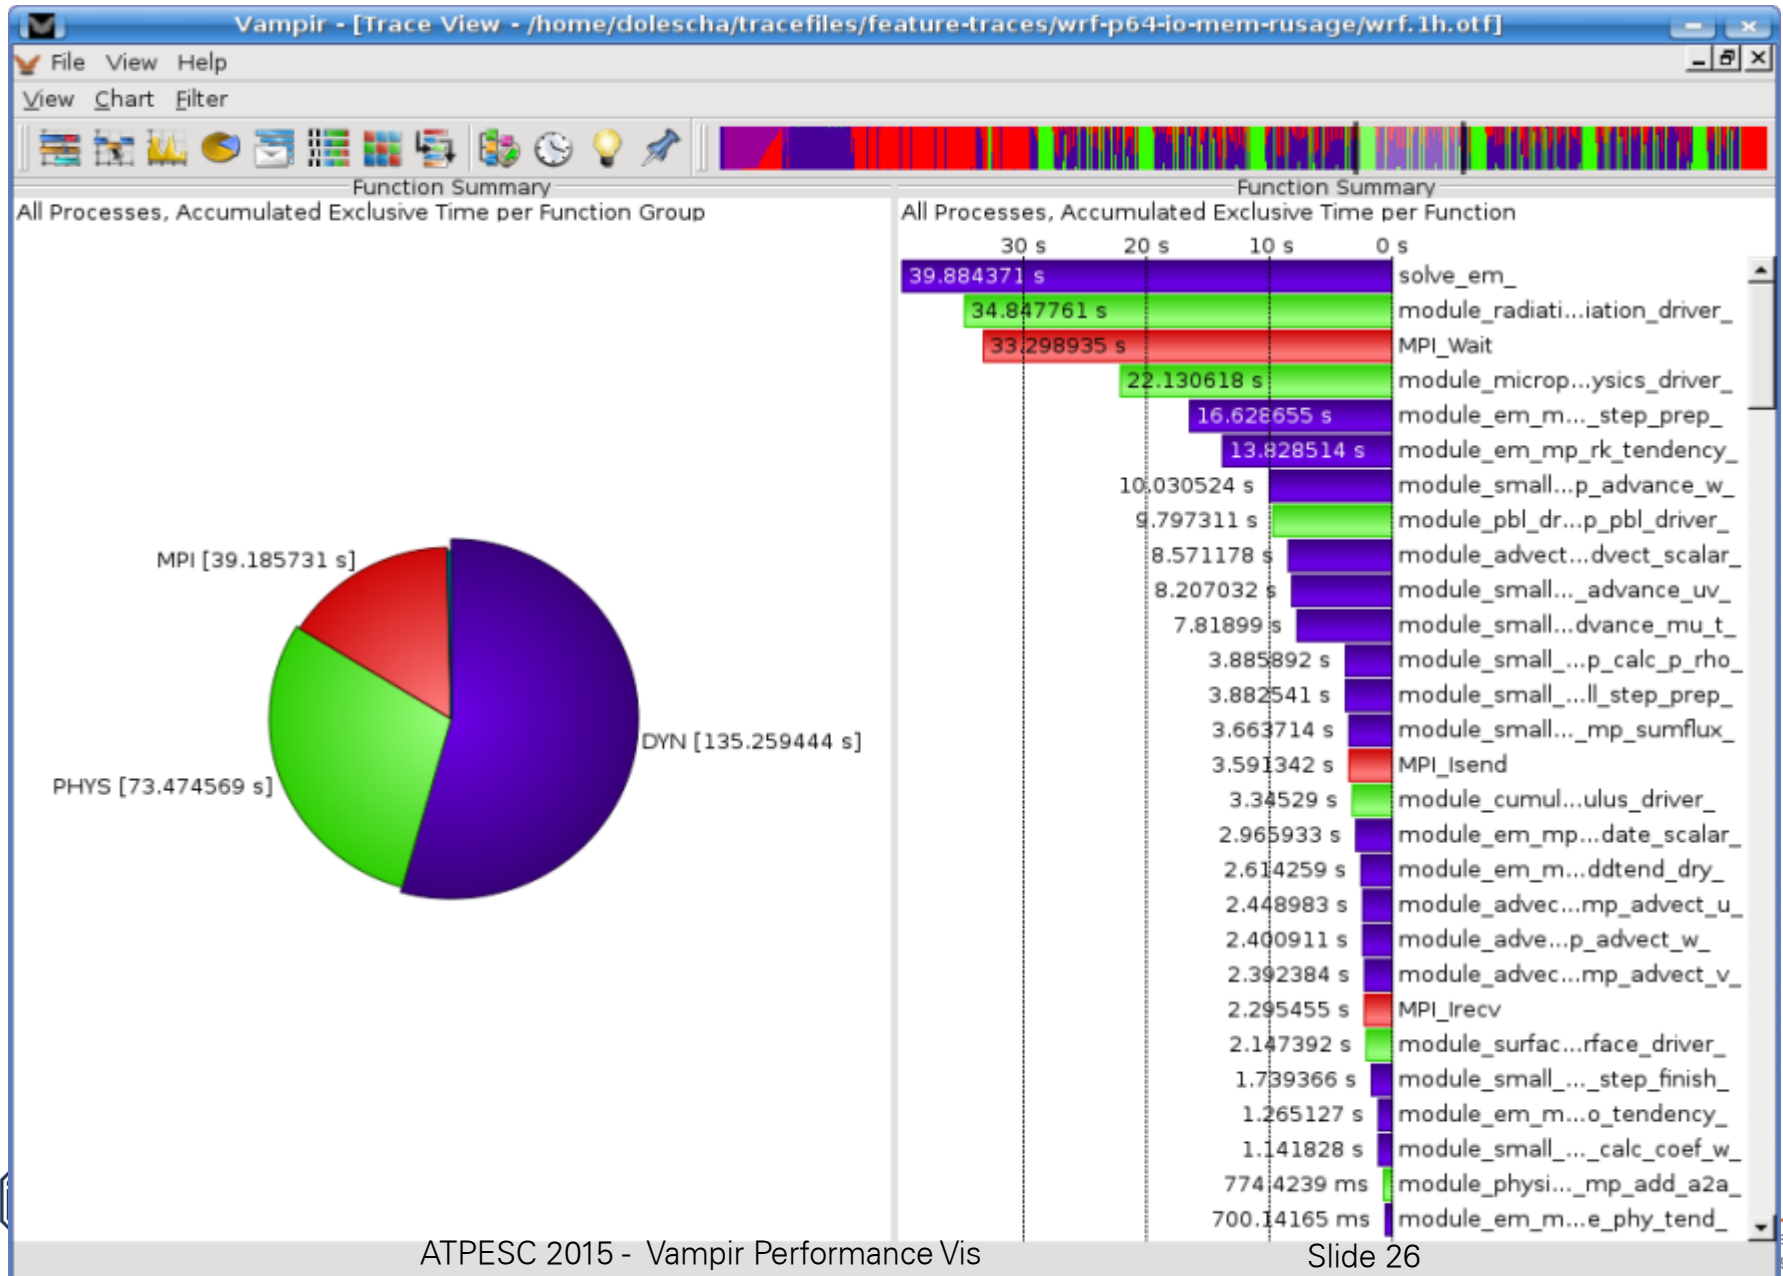 Vampir - [Trace View - /home/dolescha/tracefiles/feature-traces/wrf-p64-io-mem-rusage/wrf.1h.otf]
File View Help
View Chart Filter
Function Summary
All Processes, Accumulated Exclusive Time per Function Group
MPI [39.185731 s]
DYN [135.259444 s]
PHYS [73.474569 s]
Function Summary
All Processes, Accumulated Exclusive Time per Function
30 s 20 s 10 s 0 s
39.884371 s solve_em_
34.847761 s module_radiati...iation_driver_
33.298935 s MPI_Wait
22.130618 s module_microp...ysics_driver_
16.628655 s module_em_m..._step_prep_
13.828514 s module_em_mp_rk_tendency_
10.030524 s module_small...p_advance_w_
9.797311 s module_pbl_dr...p_pbl_driver_
8.571178 s module_advect...dvect_scalar_
8.207032 s module_small..._advance_uv_
7.81899 s module_small...dvance_mu_t_
3.885892 s module_small_...p_calc_p_rho_
3.882541 s module_small_...ll_step_prep_
3.663714 s module_small..._mp_sumflux_
3.591342 s MPI_Isend
3.34529 s module_cumul...ulus_driver_
2.965933 s module_em_mp...date_scalar_
2.614259 s module_em_m...ddtend_dry_
2.448983 s module_advec...mp_advect_u_
2.400911 s module_adve...p_advect_w_
2.392384 s module_advec...mp_advect_v_
2.295455 s MPI_Irecv
2.147392 s module_surfac...rface_driver_
1.739366 s module_small_..._step_finish_
1.265127 s module_em_m...o_tendency_
1.141828 s module_small_..._calc_coef_w_
774.4239 ms module_physi..._mp_add_a2a_
700.14165 ms module_em_m...e_phy_tend_
ATPESC 2015 - Vampir Performance Vis
Slide 26